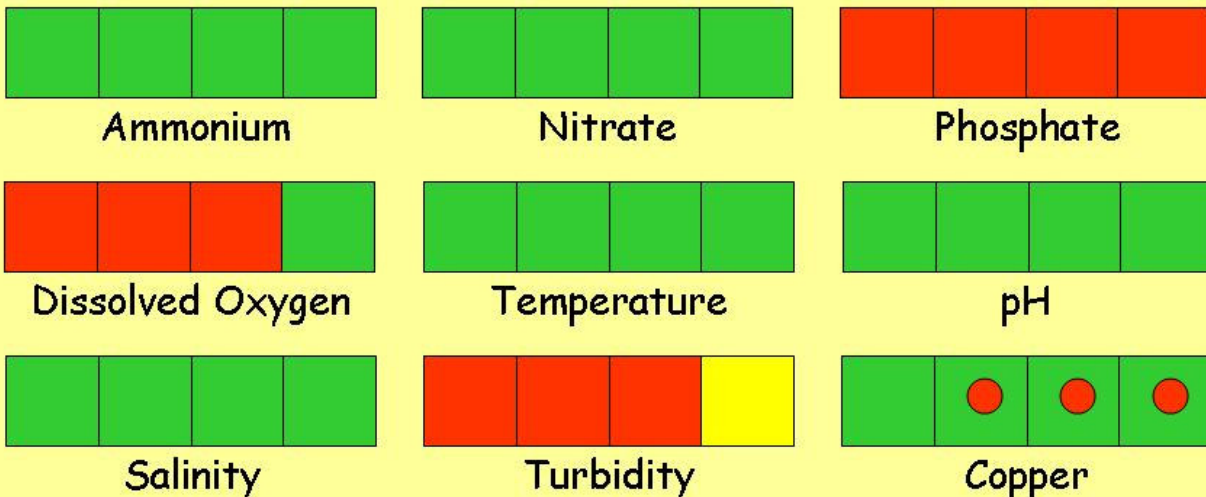 Ammonium
Nitrate
Phosphate
Dissolved Oxygen
Temperature
pH
Salinity
Turbidity
Copper